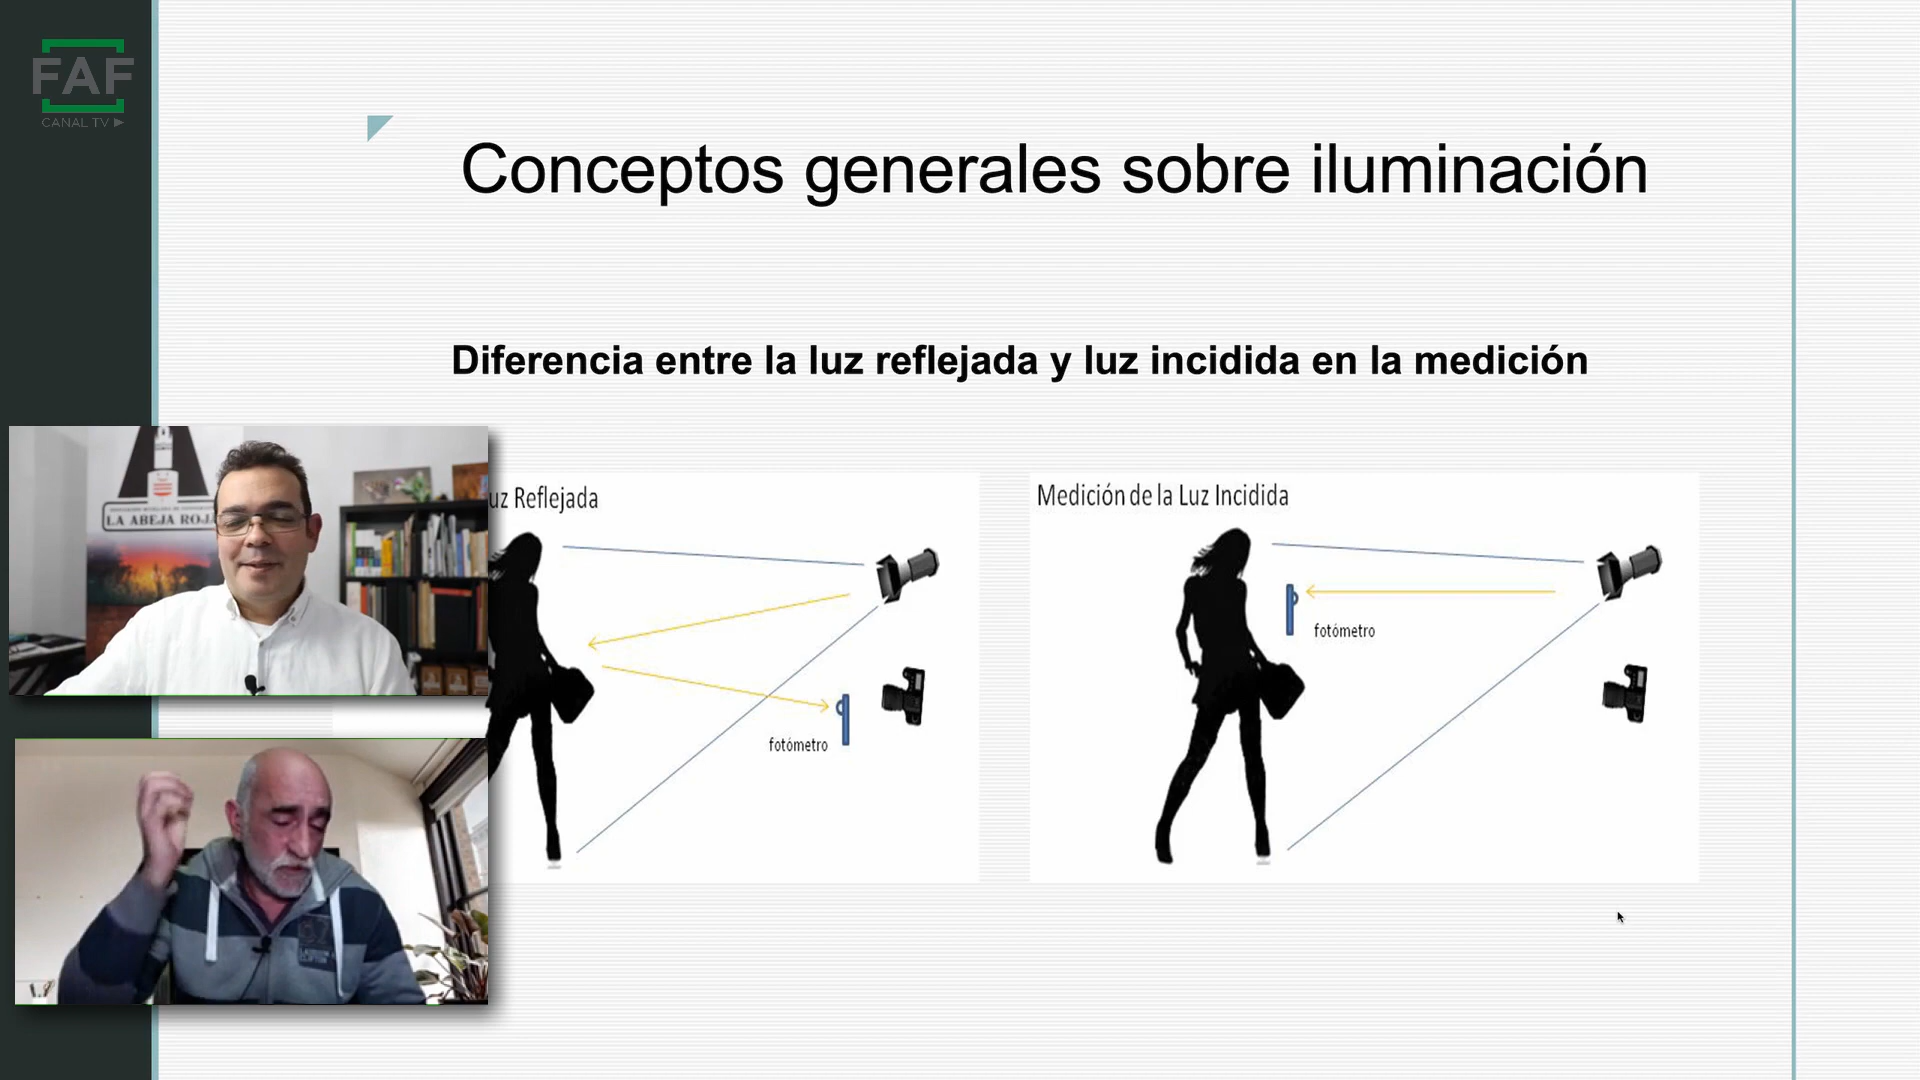 FAF
CANAL TV
Conceptos generales sobre iluminación
Diferencia entre la luz reflejada y luz incidida en la medición
LA ABEJA ROJA
uz Reflejada
fotómetro
Medición de la Luz Incidida
fotómetro